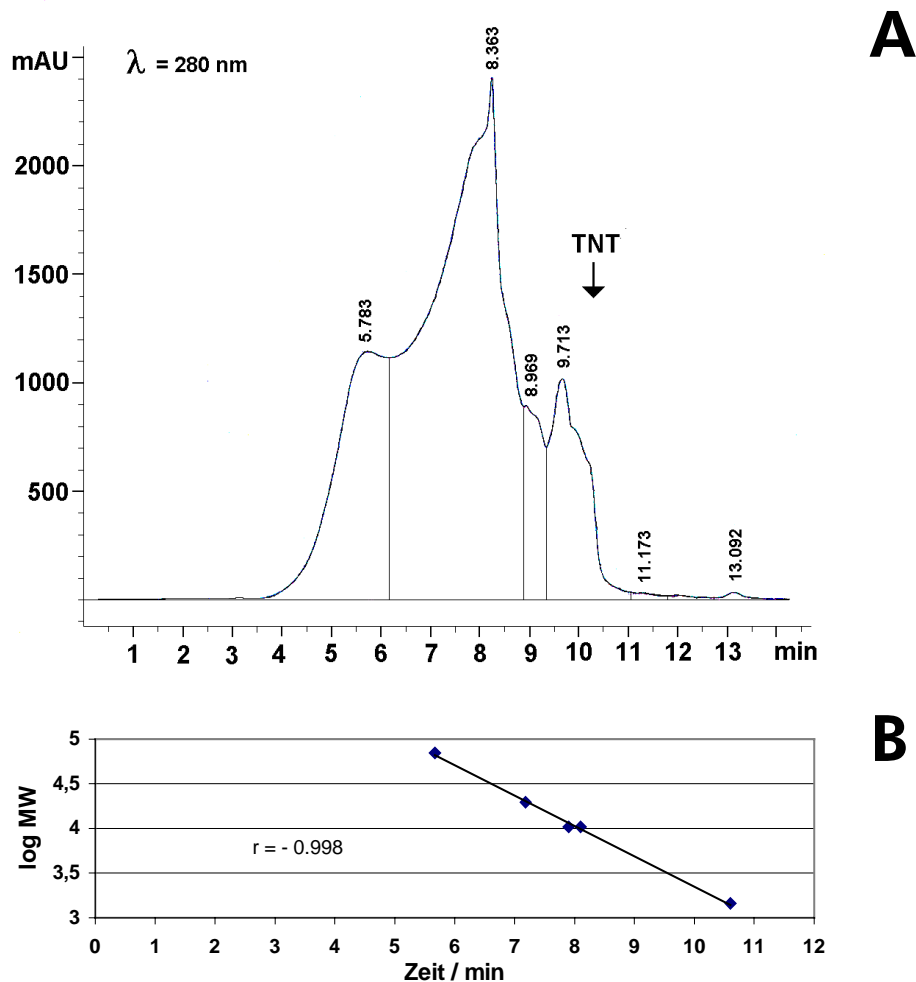 A
mAU
λ = 280 nm
8.363
2000
TNT
1500
5.783
9.713
8.969
1000
500
11.173
13.092
1 2 3 4 5 6 7 8 9 10 11 12 13 min
B
5
4,5
4
3,5
3
log MW
r = - 0.998
0 1 2 3 4 5 6 7 8 9 10 11 12
Zeit / min